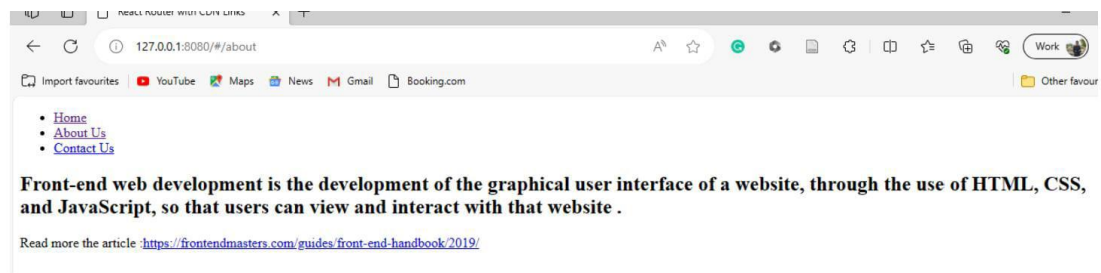 React Router with CDN Links
127.0.0.1:8080/#/about
Work
Import favourites YouTube Maps News Gmail Booking.com Other favour
Home
About Us
Contact Us
Front-end web development is the development of the graphical user interface of a website, through the use of HTML, CSS,
and JavaScript, so that users can view and interact with that website .
Read more the article :https://frontendmasters.com/guides/front-end-handbook/2019/